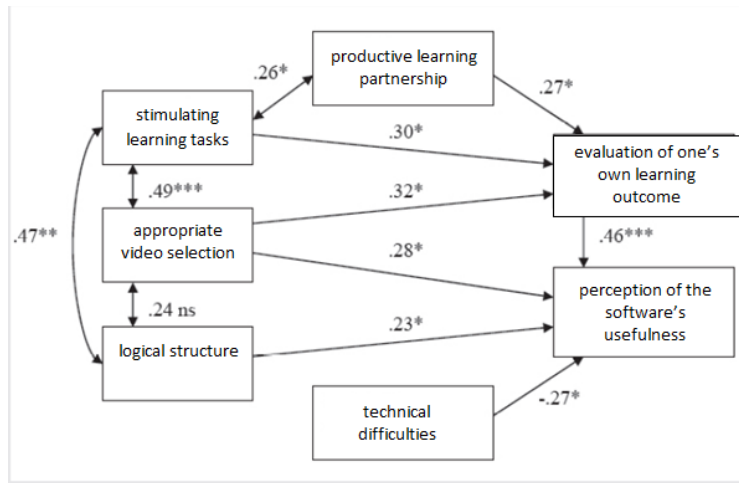 productive learning
partnership
.26*
.27*
stimulating
learning tasks
.30*
evaluation of one's
own learning
outcome
.49***
.32*
.47**
appropriate
video selection
.46***
.28*
perception of the
software's
usefulness
.24 ns
.23*
logical structure
technical
difficulties
-.27*